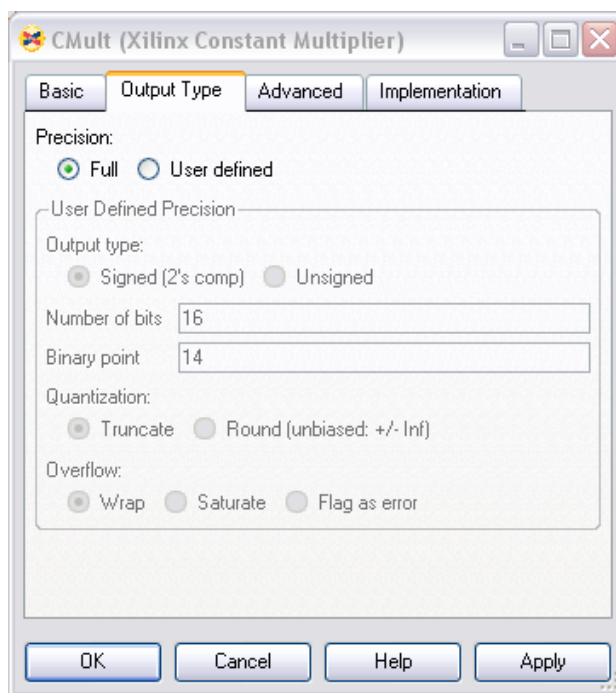 CMult (Xilinx Constant Multiplier)
Basic Output Type Advanced Implementation
Precision:
Full User defined
User Defined Precision
Output type:
Signed (2's comp) Unsigned
Number of bits 16
Binary point 14
Quantization:
Truncate Round (unbiased: +/- Inf)
Overflow:
Wrap Saturate Flag as error
OK Cancel Help Apply